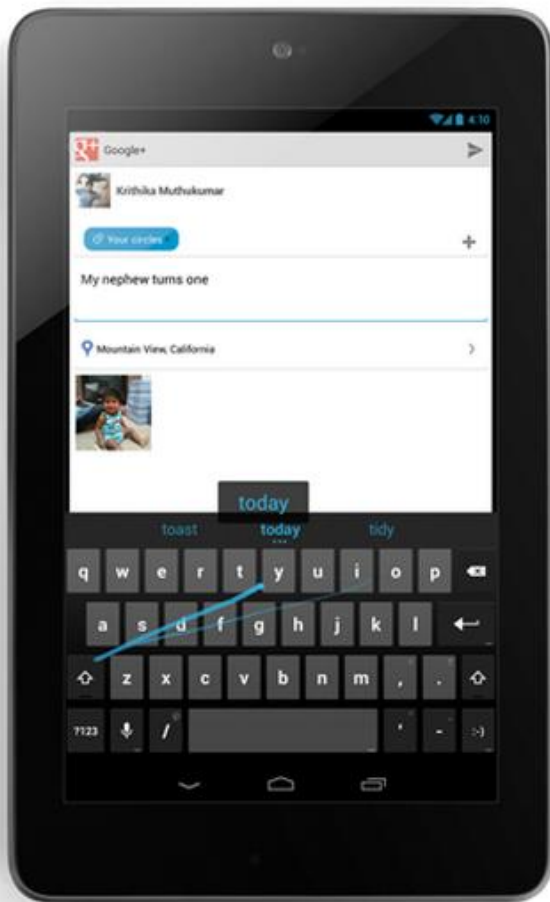 4:10
Google+
Krithika Muthukumar
Your circles
My nephew turns one
Mountain View, California
today
toast today tidy
q w e r t y u i o p
a s d f g h j k l
z x c v b n m , .
?123 / ' - :-)